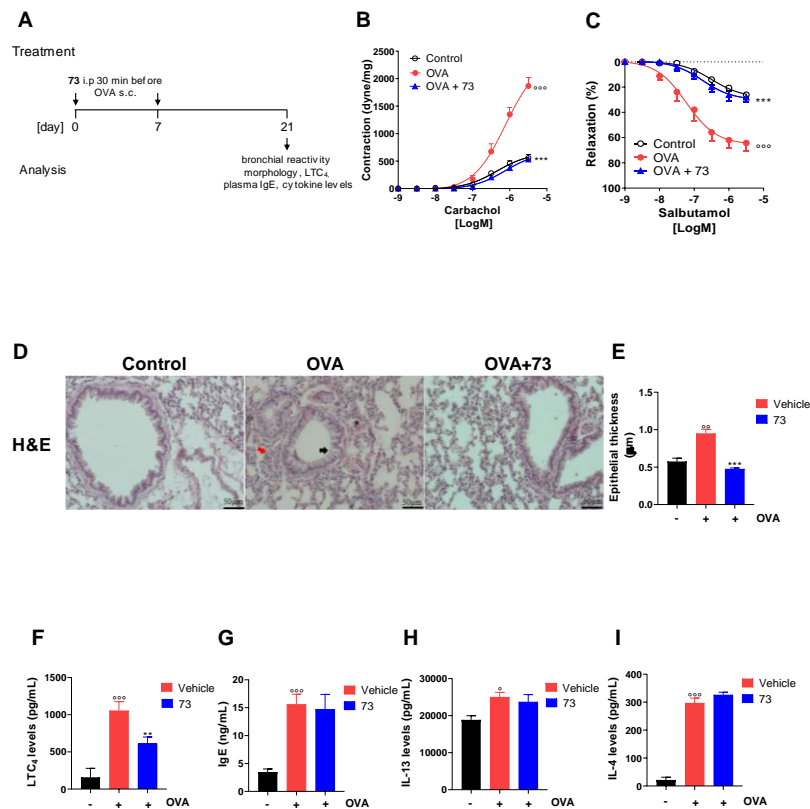 A
Treatment
73 i.p 30 min before
OVA s.c.
[day]
0
7
21
Analysis
bronchial reactivity
morphology, LTC4,
plasma IgE, cytokine levels
B
Contraction (dyne/mg)
2500
2000
1500
1000
500
0
-9
-8
-7
-6
-5
Carbachol
[LogM]
Control
OVA
OVA + 73
°°°
***
C
Relaxation (%)
0
20
40
60
80
100
-9
-8
-7
-6
-5
Salbutamol
[LogM]
Control
OVA
OVA + 73
***
°°°
D
Control
OVA
OVA+73
H&E
50µm
50µm
50µm
*
E
Epithelial thickness
(µm)
1.5
1.0
0.5
0.0
°°
***
-
+
+
OVA
Vehicle
73
F
LTC4 levels (pg/mL)
1500
1000
500
0
°°°
**
-
+
+
OVA
Vehicle
73
G
IgE (ng/mL)
20
15
10
5
0
°°°
-
+
+
OVA
Vehicle
73
H
IL-13 levels (pg/mL)
40000
30000
20000
10000
0
°
-
+
+
OVA
Vehicle
73
I
IL-4 levels (pg/mL)
400
300
200
100
0
°°°
-
+
+
OVA
Vehicle
73